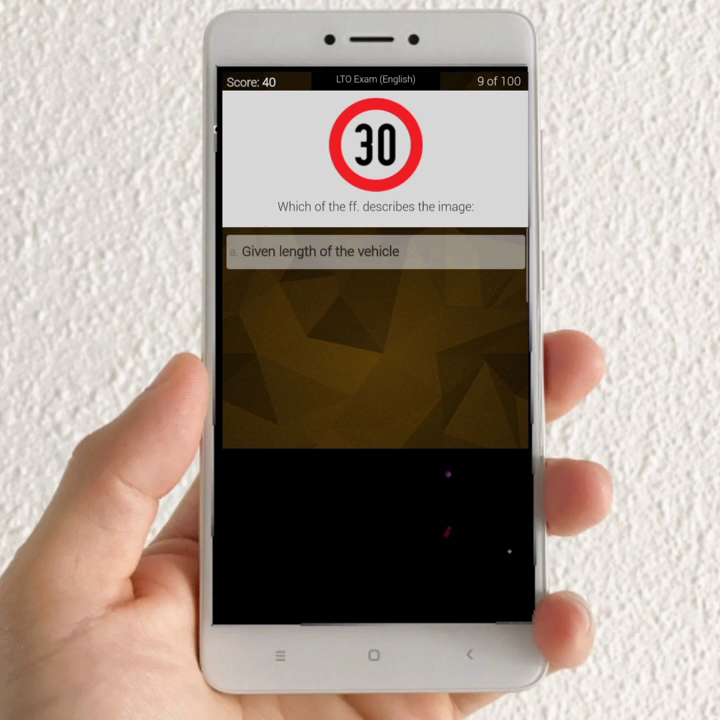 Score: 40
LTO Exam (English)
9 of 100
30
Which of the ff. describes the image:
a. Given length of the vehicle